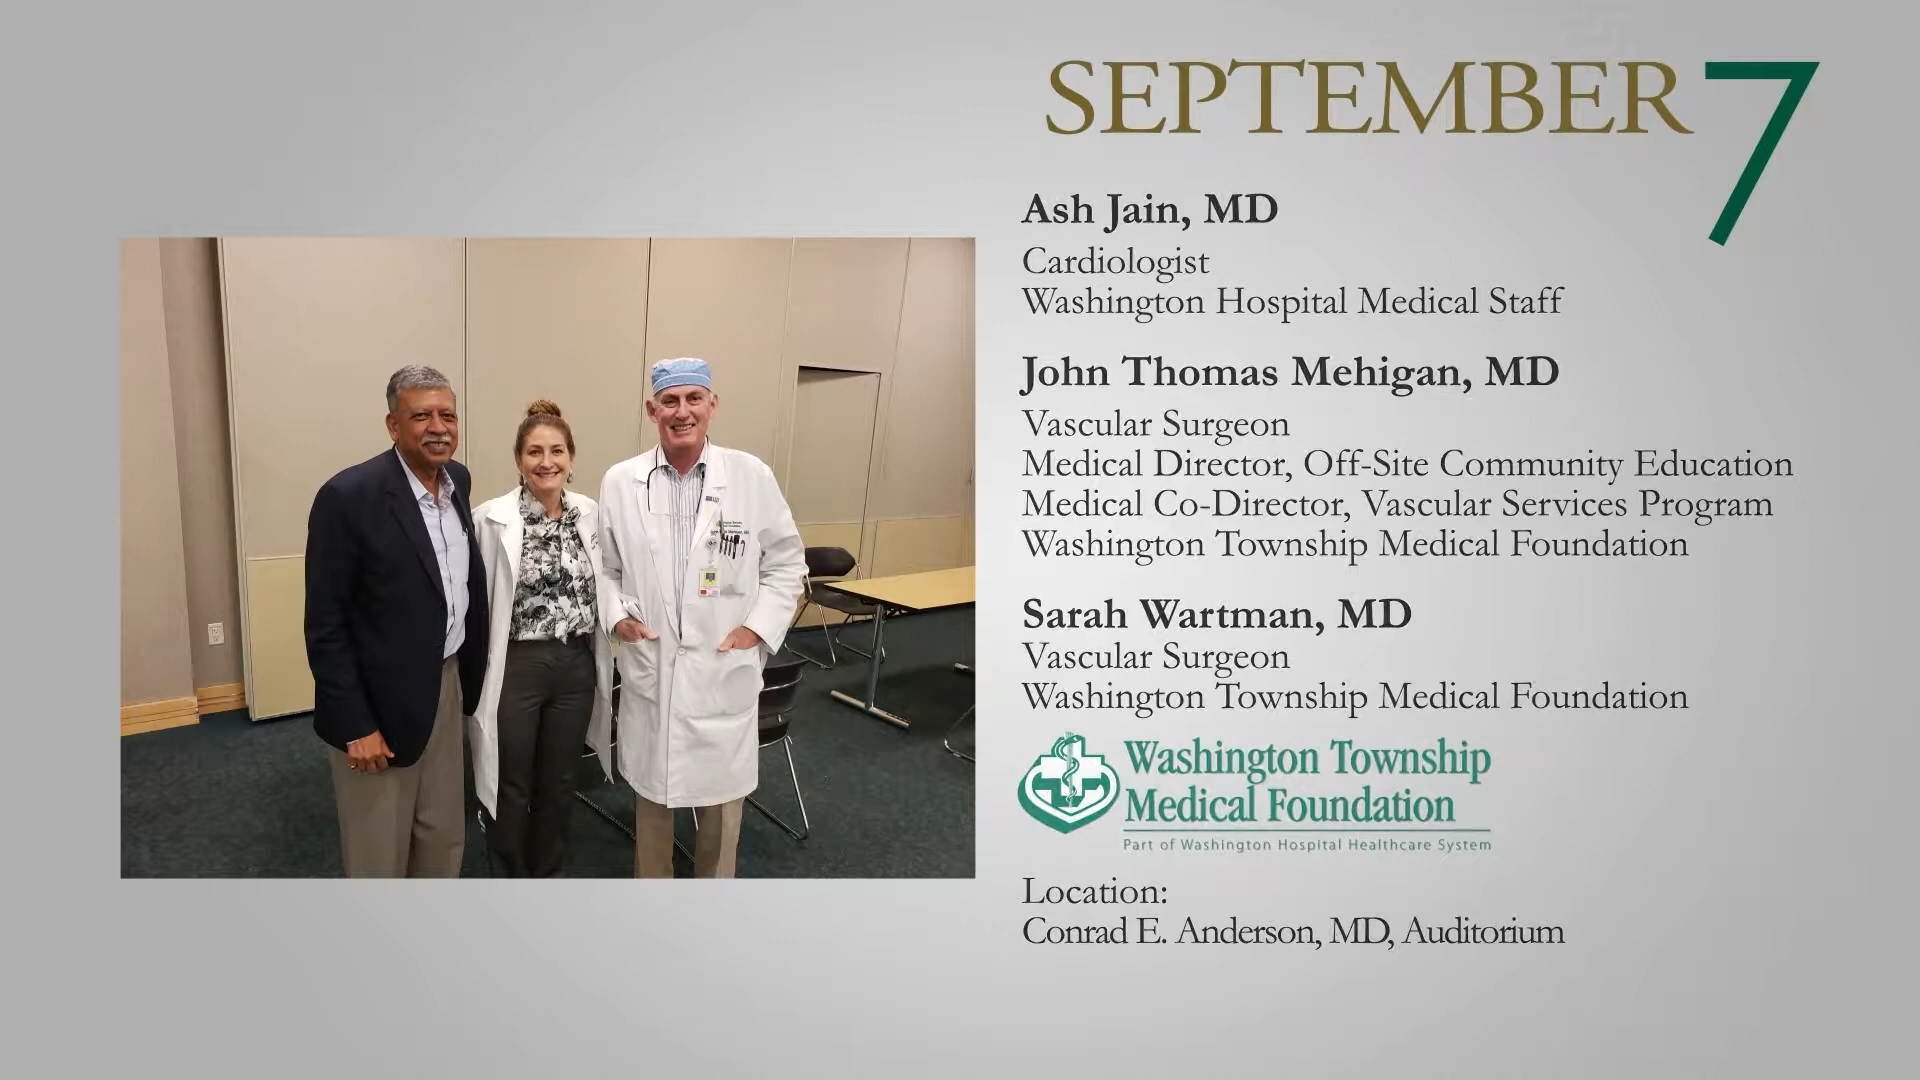 SEPTEMBER 7
Ash Jain, MD
Cardiologist
Washington Hospital Medical Staff
John Thomas Mehigan, MD
Vascular Surgeon
Medical Director, Off-Site Community Education
Medical Co-Director, Vascular Services Program
Washington Township Medical Foundation
Sarah Wartman, MD
Vascular Surgeon
Washington Township Medical Foundation
Washington Township
Medical Foundation
Part of Washington Hospital Healthcare System
Location:
Conrad E. Anderson, MD, Auditorium